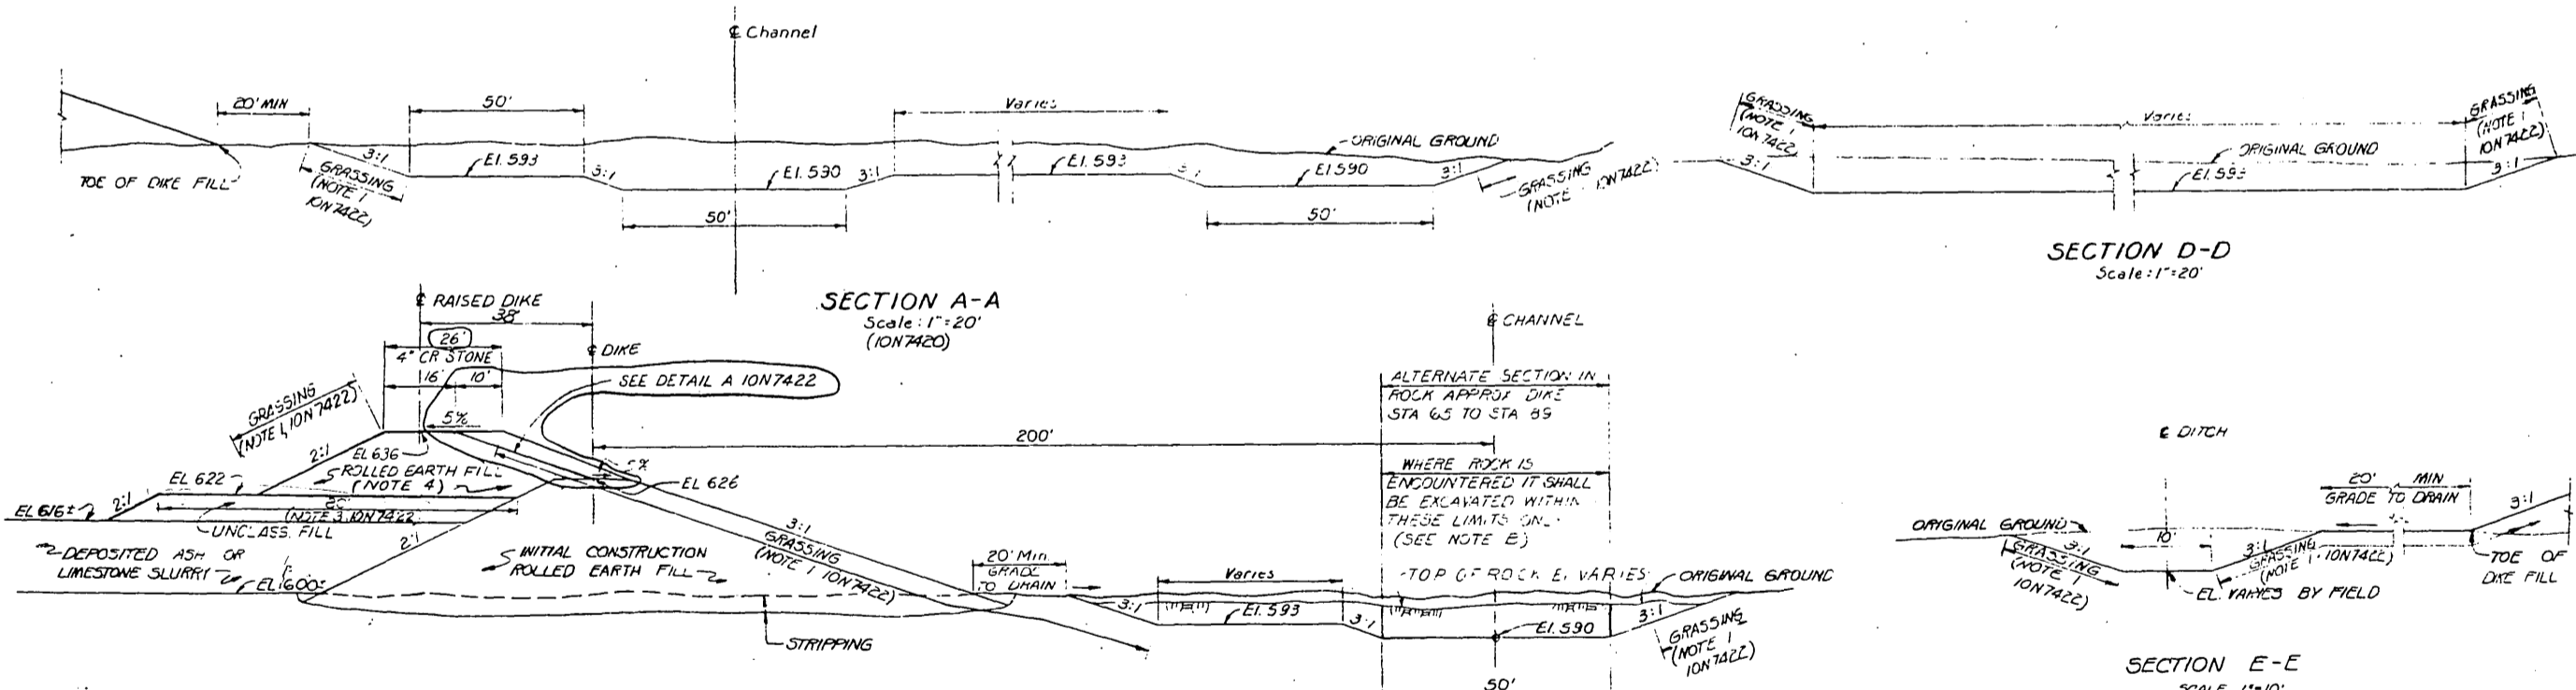 ℄ Channel
20' MIN
50'
Varies
3:1
GRASSING
(NOTE 1
10N7422)
TOE OF DIKE FILL
El. 593
3:1
El. 590
3:1
50'
El. 593
ORIGINAL GROUND
3:1
El 590
3:1
50'
GRASSING
(NOTE 1 10N7422)
SECTION A-A
Scale: 1"=20'
(10N7420)
GRASSING
(NOTE 1
10N7422)
3:1
Varies
ORIGINAL GROUND
El. 593
GRASSING
(NOTE 1
10N7422)
3:1
SECTION D-D
Scale: 1"=20'
℄ RAISED DIKE
38'
26'
4" CR STONE
16' 10'
℄ DIKE
SEE DETAIL A 10N7422
GRASSING
(NOTE 1, 10N7422)
5%
2:1
EL 636
ROLLED EARTH FILL
(NOTE 4)
EL 622
EL 616±
2:1
(NOTE 3 10N7422
UNCLASS. FILL
2:1
DEPOSITED ASH OR
LIMESTONE SLURRY
EL 600±
INITIAL CONSTRUCTION
ROLLED EARTH FILL
EL 626
3:1
GRASSING
(NOTE 1 10N7422)
STRIPPING
200'
℄ CHANNEL
ALTERNATE SECTION IN
ROCK APPROX DIKE
STA 65 TO STA 89
WHERE ROCK IS
ENCOUNTERED IT SHALL
BE EXCAVATED WITHIN
THESE LIMITS ONLY
(SEE NOTE 8)
20' Min.
GRADE
TO DRAIN
Varies
TOP OF ROCK El. VARIES
ORIGINAL GROUND
3:1
El. 593
3:1
El. 590
3:1
GRASSING
(NOTE 1
10N7422)
50'
℄ DITCH
20' MIN
GRADE TO DRAIN
3:1
ORIGINAL GROUND
10'
3:1
GRASSING
(NOTE 1
10N7422)
3:1
GRASSING
(NOTE 1 10N7422)
EL. VARIES BY FIELD
TOE OF
DIKE FILL
SECTION E-E
SCALE 1"=10'